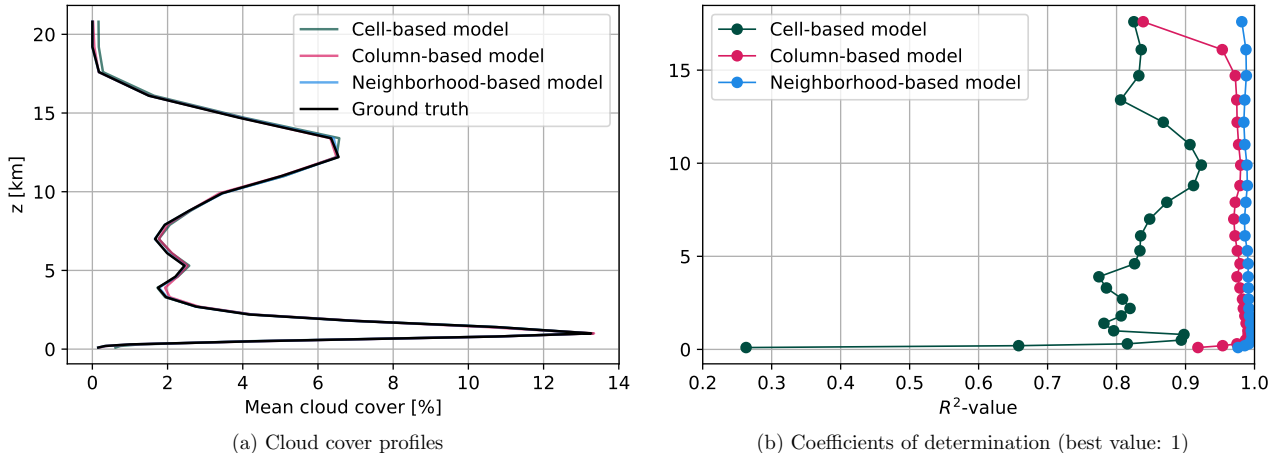 Cell-based model
Column-based model
Neighborhood-based model
Ground truth
z [km]
20
15
10
5
0
0
2
4
6
8
10
12
14
Mean cloud cover [%]
(a) Cloud cover profiles
Cell-based model
Column-based model
Neighborhood-based model
15
10
5
0
0.2
0.3
0.4
0.5
0.6
0.7
0.8
0.9
1.0
R²-value
(b) Coefficients of determination (best value: 1)